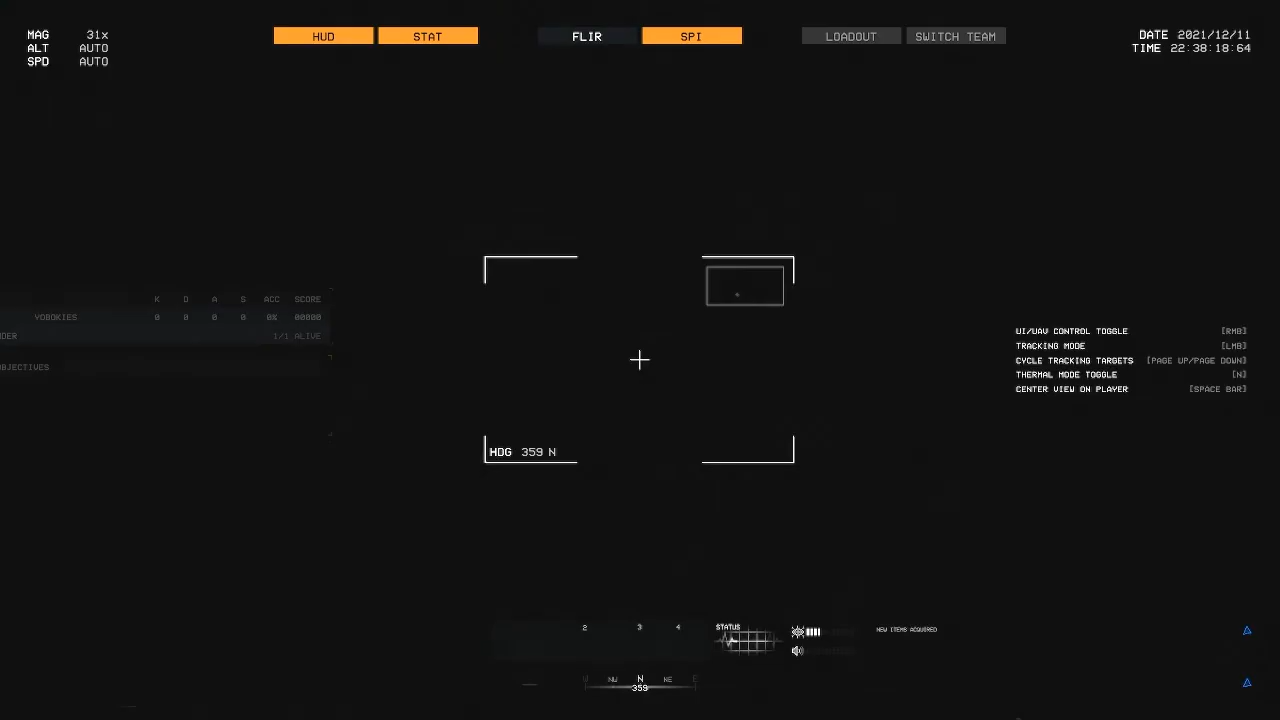 MAG 31x
ALT AUTO
SPD AUTO
HUD
STAT
FLIR
SPI
LOADOUT
SWITCH TEAM
DATE 2021/12/11
TIME 22:38:18:64
K D A S ACC SCORE
YOBOKIES 0 0 0 0 0% 00000
DER 1/1 ALIVE
OBJECTIVES
UI/UAV CONTROL TOGGLE [RMB]
TRACKING MODE [LMB]
CYCLE TRACKING TARGETS [PAGE UP/PAGE DOWN]
THERMAL MODE TOGGLE [N]
CENTER VIEW ON PLAYER [SPACE BAR]
HDG 359 N
2 3 4
STATUS
NEW ITEMS ACQUIRED
W NW N NE E
359